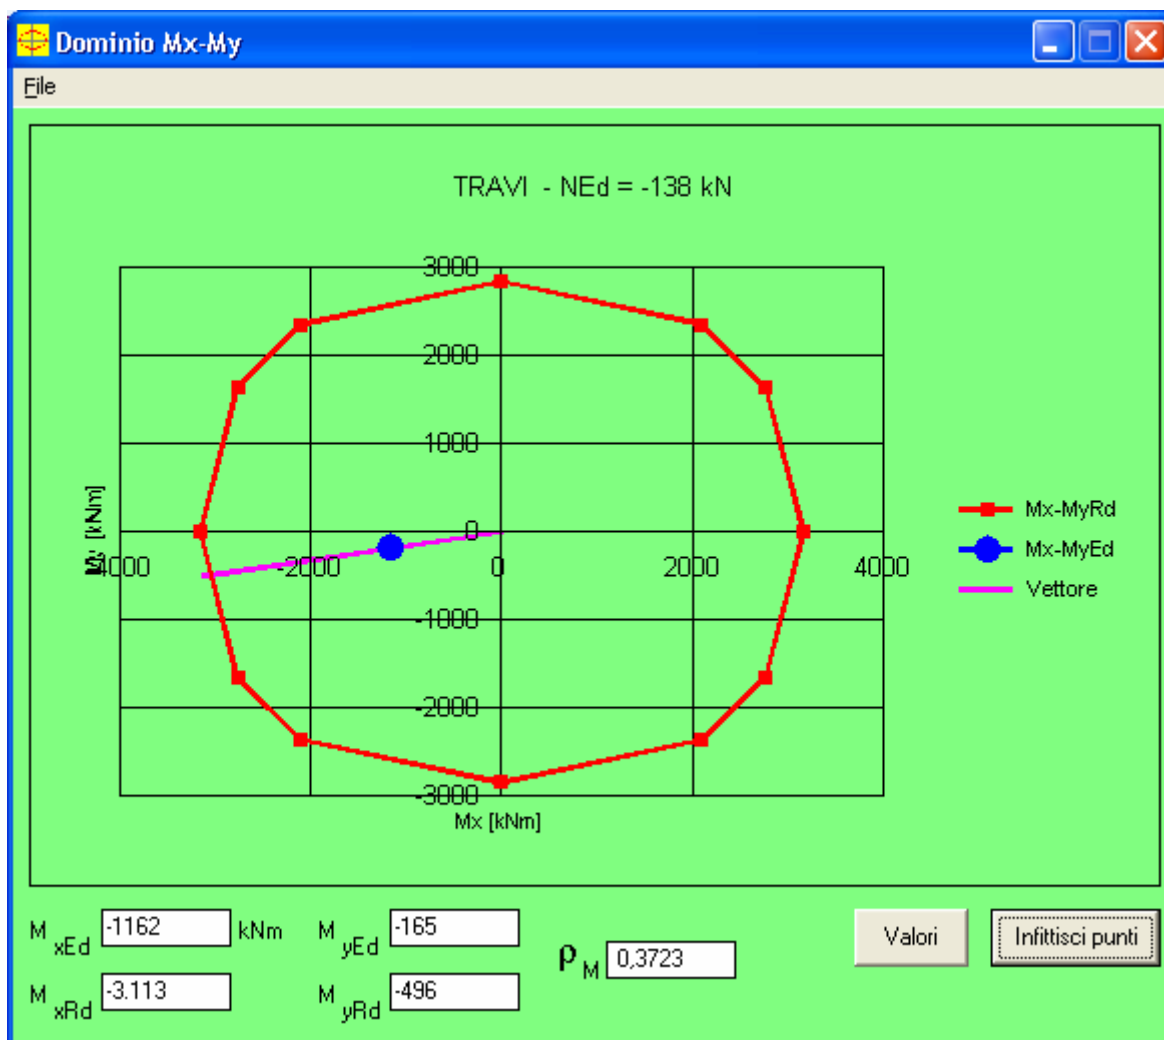 Dominio Mx-My
File
TRAVI - NEd = -138 kN
3000
2000
1000
0
-1000
-2000
-3000
-2000
0
2000
4000
Mx [kNm]
Mx-MyRd
Mx-MyEd
Vettore
M xEd -1162 kNm
M yEd -165
M xRd -3.113
M yRd -496
ρ M 0,3723
Valori
Infittisci punti